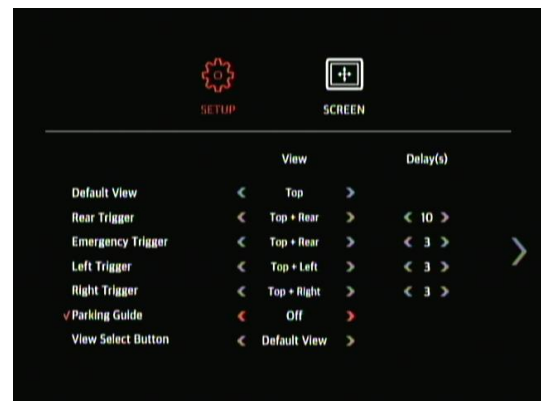 SETUP SCREEN
View Delay(s)
Default View < Top >
Rear Trigger < Top + Rear > < 10 >
Emergency Trigger < Top + Rear > < 3 >
Left Trigger < Top + Left > < 3 >
Right Trigger < Top + Right > < 3 >
√ Parking Guide < Off >
View Select Button < Default View >